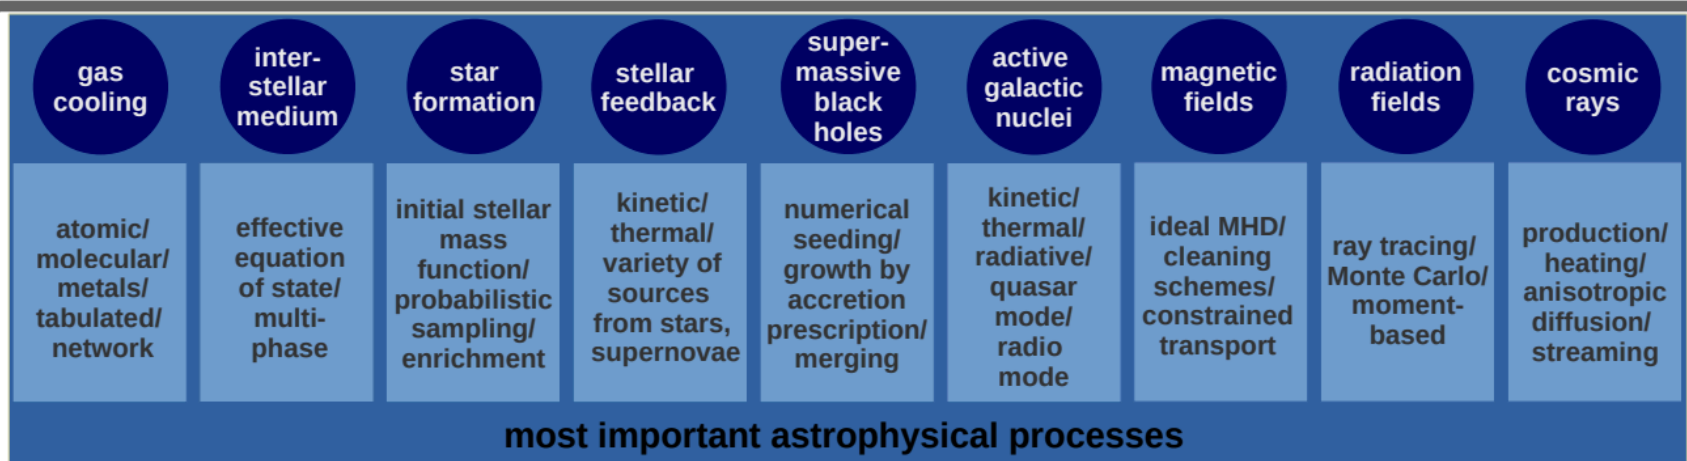 gas
cooling
inter-
stellar
medium
star
formation
stellar
feedback
super-
massive
black
holes
active
galactic
nuclei
magnetic
fields
radiation
fields
cosmic
rays
atomic/
molecular/
metals/
tabulated/
network
effective
equation
of state/
multi-
phase
initial stellar
mass
function/
probabilistic
sampling/
enrichment
kinetic/
thermal/
variety of
sources
from stars,
supernovae
numerical
seeding/
growth by
accretion
prescription/
merging
kinetic/
thermal/
radiative/
quasar
mode/
radio
mode
ideal MHD/
cleaning
schemes/
constrained
transport
ray tracing/
Monte Carlo/
moment-
based
production/
heating/
anisotropic
diffusion/
streaming
most important astrophysical processes